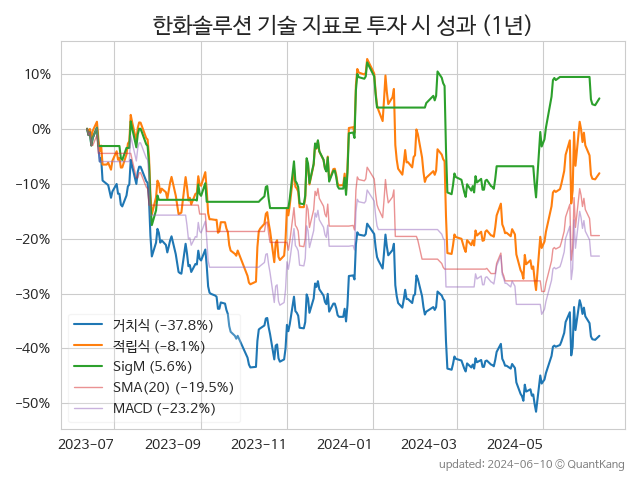 한화솔루션 기술 지표로 투자 시 성과 (1년)
10%
0%
−10%
−20%
−30%
−40%
−50%
거치식 (−37.8%)
적립식 (−8.1%)
SigM (5.6%)
SMA(20) (−19.5%)
MACD (−23.2%)
2023−07 2023−09 2023−11 2024−01 2024−03 2024−05
updated: 2024−06−10 © QuantKang